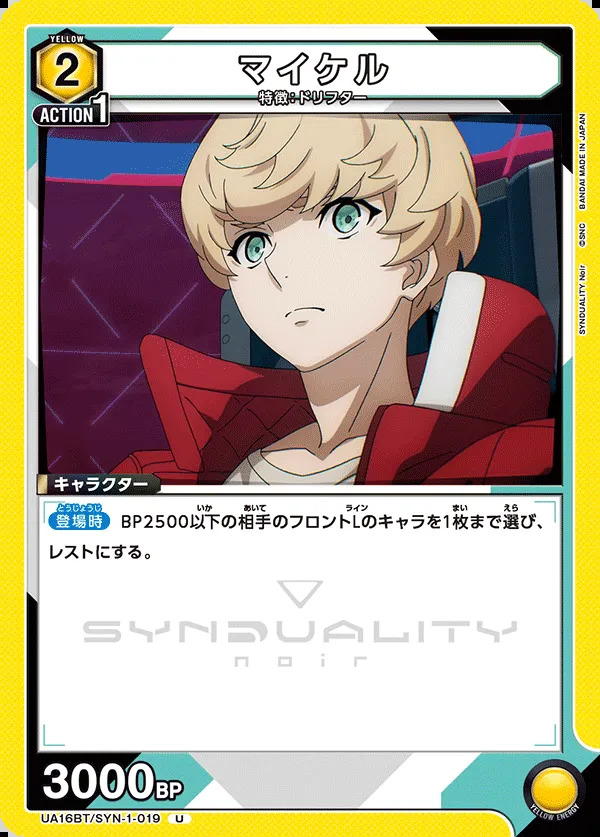 YELLOW
2
ACTION 1
マイケル
特徴：ドリフター
BANDAI MADE IN JAPAN
©SNC
SYNDUALITY Noir
キャラクター
とうじょうじ いか あいて ライン まい えら
登場時 BP2500以下の相手のフロントLのキャラを1枚まで選び、
レストにする。
SYNDUALITY
noir
3000BP
UA16BT/SYN-1-019 U
YELLOW ENERGY